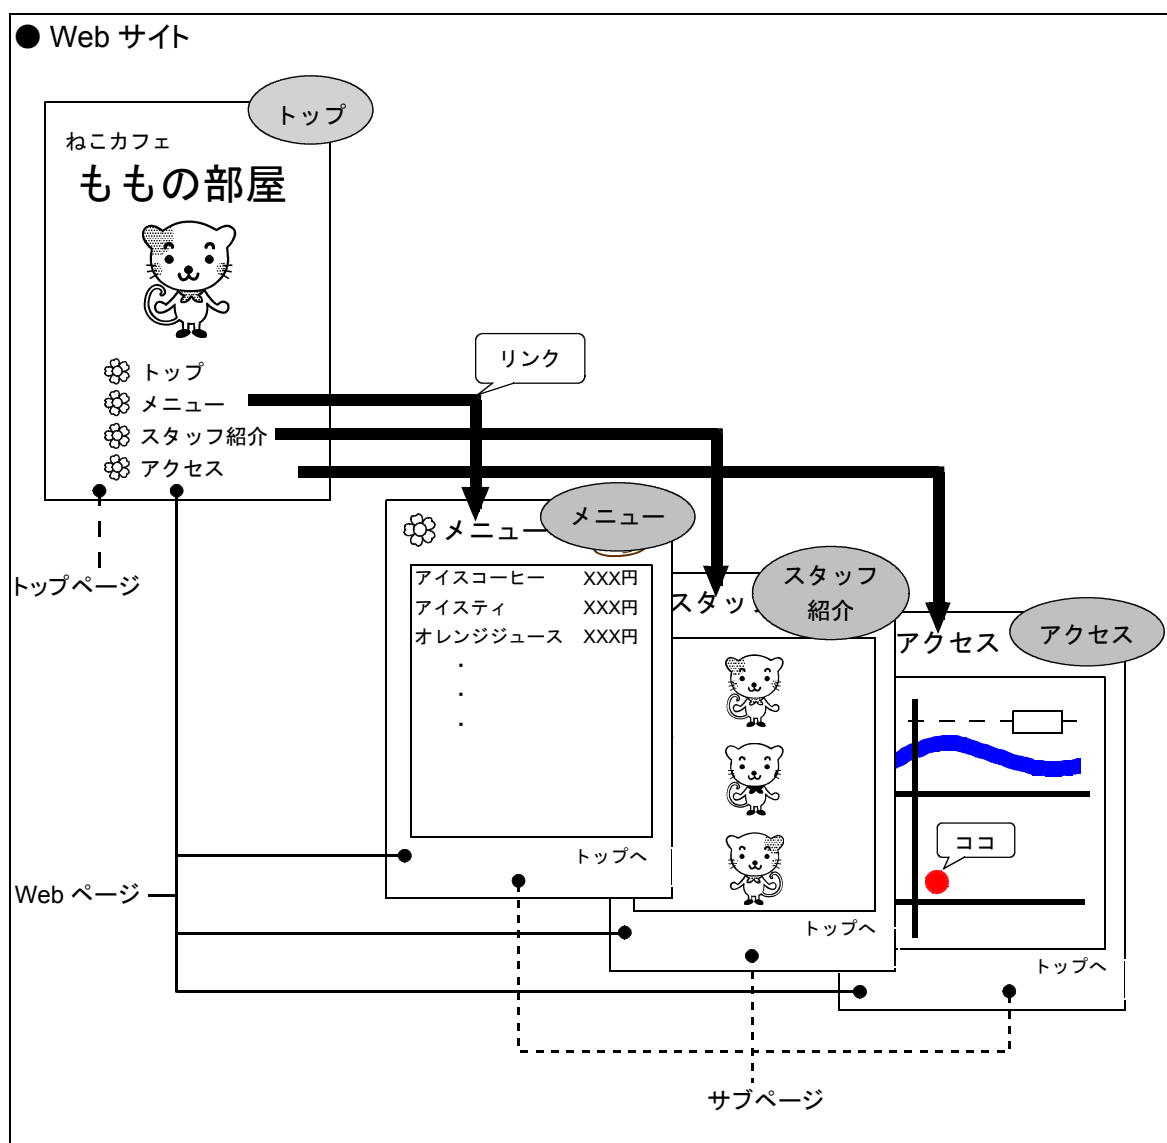 ● Web サイト
トップ
ねこカフェ
ももの部屋
トップ
メニュー
スタッフ紹介
アクセス
リンク
トップページ
メニュー
メニュー
アイスコーヒー XXX円
アイスティ XXX円
オレンジジュース XXX円
・
・
・
トップへ
スタッフ
紹介
スタッ
トップへ
アクセス
アクセス
ココ
トップへ
Web ページ
サブページ